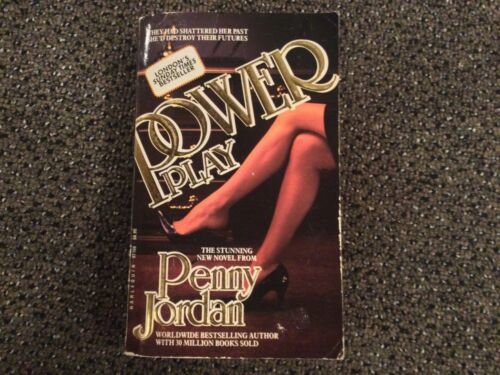 THEY HAD SHATTERED HER PAST
SHE'D DESTROY THEIR FUTURES
LONDON'S
SUNDAY TIMES
BESTSELLER
POWER
PLAY
THE STUNNING
NEW NOVEL FROM
Penny
Jordan
WORLDWIDE BESTSELLING AUTHOR
WITH 30 MILLION BOOKS SOLD
HARLEQUIN